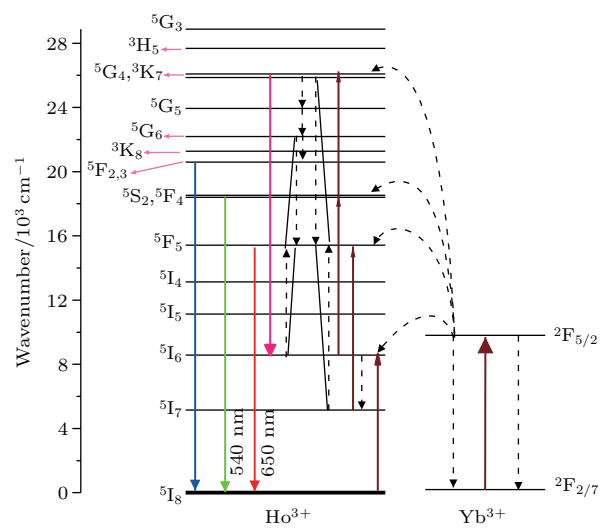 28
24
20
16
12
8
4
0
Wavenumber/10³ cm⁻¹
⁵G₃
³H₅
⁵G₄,³K₇
⁵G₅
⁵G₆
³K₈
⁵F₂,₃
⁵S₂,⁵F₄
⁵F₅
⁵I₄
⁵I₅
⁵I₆
⁵I₇
⁵I₈
540 nm
650 nm
²F₅/₂
²F₂/₇
Ho³⁺
Yb³⁺